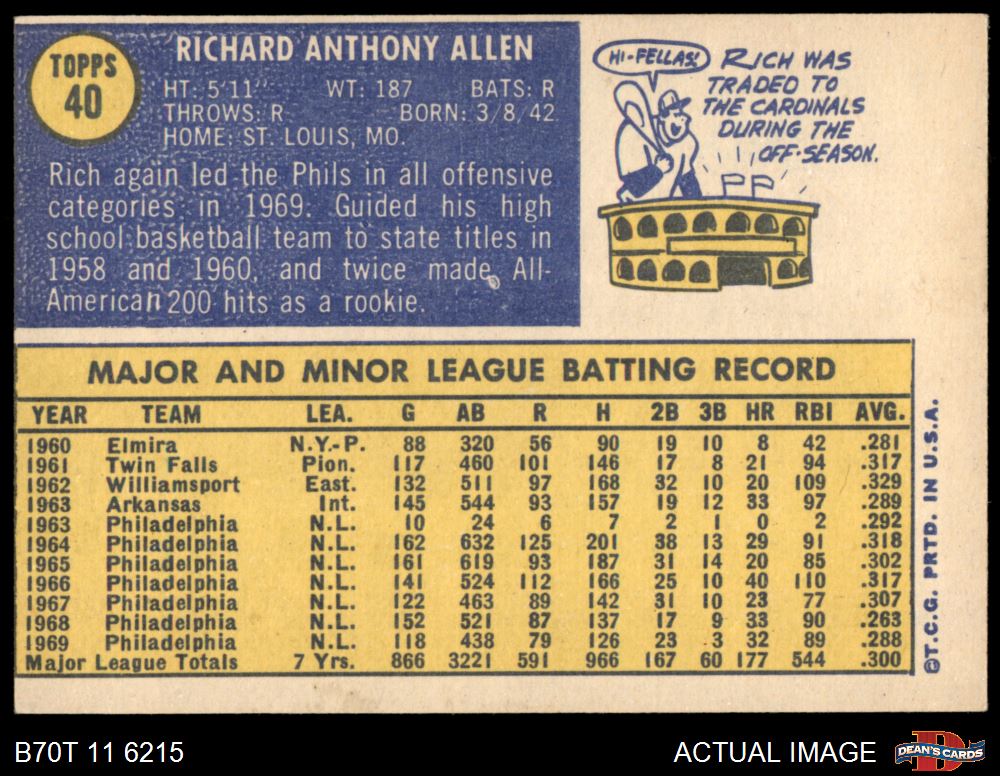 TOPPS
40
RICHARD ANTHONY ALLEN
HT: 5'11" WT: 187 BATS: R
THROWS: R BORN: 3/8/42
HOME: ST. LOUIS, MO.
Rich again led the Phils in all offensive
categories in 1969. Guided his high
school basketball team to state titles in
1958 and 1960, and twice made All-
American 200 hits as a rookie.
HI-FELLAS!
RICH WAS
TRADED TO
THE CARDINALS
DURING THE
OFF-SEASON.
MAJOR AND MINOR LEAGUE BATTING RECORD
YEAR TEAM LEA. G AB R H 2B 3B HR RBI AVG.
1960 Elmira N.Y.-P. 88 320 56 90 19 10 8 42 .281
1961 Twin Falls Pion. 117 460 101 146 17 8 21 94 .317
1962 Williamsport East. 132 511 97 168 32 10 20 109 .329
1963 Arkansas Int. 145 544 93 157 19 12 33 97 .289
1963 Philadelphia N.L. 10 24 6 7 2 1 0 2 .292
1964 Philadelphia N.L. 162 632 125 201 38 13 29 91 .318
1965 Philadelphia N.L. 161 619 93 187 31 14 20 85 .302
1966 Philadelphia N.L. 141 524 112 166 25 10 40 110 .317
1967 Philadelphia N.L. 122 463 89 142 31 10 23 77 .307
1968 Philadelphia N.L. 152 521 87 137 17 9 33 90 .263
1969 Philadelphia N.L. 118 438 79 126 23 3 32 89 .288
Major League Totals 7 Yrs. 866 3221 591 966 167 60 177 544 .300
©T.C.G. PRTD. IN U.S.A.
B70T 11 6215
ACTUAL IMAGE
DEAN'S CARDS